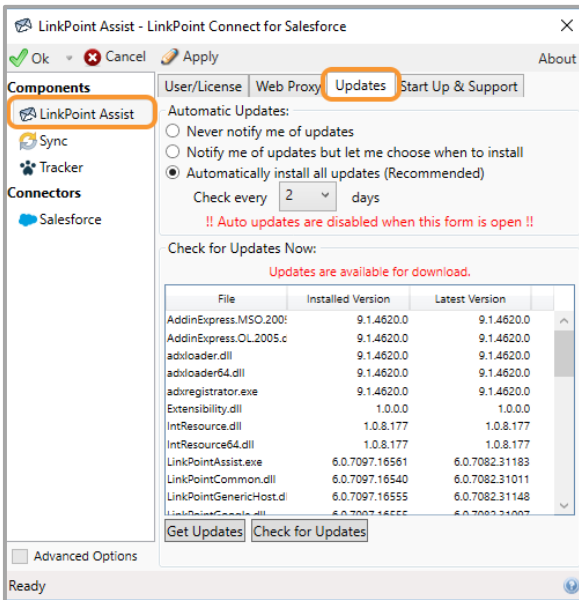 LinkPoint Assist - LinkPoint Connect for Salesforce
Ok Cancel Apply About
Components
LinkPoint Assist
Sync
Tracker
Connectors
Salesforce
User/License Web Proxy Updates Start Up & Support
Automatic Updates:
Never notify me of updates
Notify me of updates but let me choose when to install
Automatically install all updates (Recommended)
Check every 2 days
!! Auto updates are disabled when this form is open !!
Check for Updates Now:
Updates are available for download.
File Installed Version Latest Version
AddinExpress.MSO.2005 9.1.4620.0 9.1.4620.0
AddinExpress.OL.2005.d 9.1.4620.0 9.1.4620.0
adxloader.dll 9.1.4620.0 9.1.4620.0
adxloader64.dll 9.1.4620.0 9.1.4620.0
adxregistrator.exe 9.1.4620.0 9.1.4620.0
Extensibility.dll 1.0.0.0 1.0.0.0
IntResource.dll 1.0.8.177 1.0.8.177
IntResource64.dll 1.0.8.177 1.0.8.177
LinkPointAssist.exe 6.0.7097.16561 6.0.7082.31183
LinkPointCommon.dll 6.0.7097.16540 6.0.7082.31011
LinkPointGenericHost.dl 6.0.7097.16555 6.0.7082.31148
Get Updates Check for Updates
Advanced Options
Ready